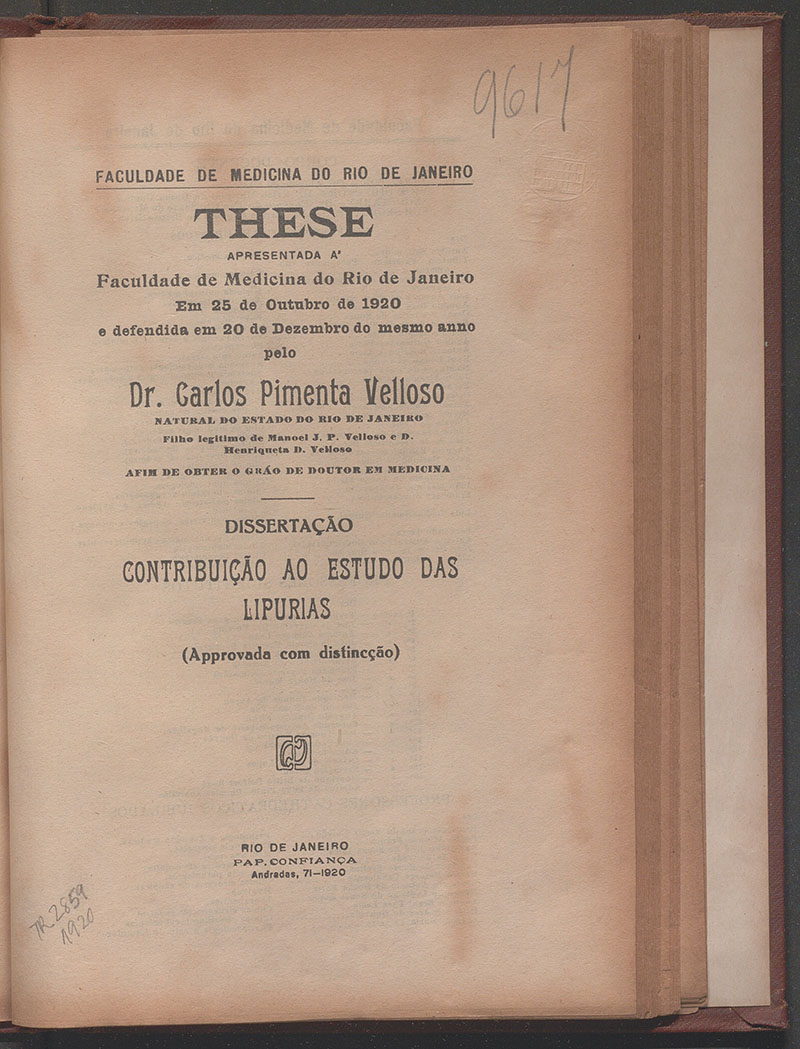 9617
FACULDADE DE MEDICINA DO RIO DE JANEIRO
THESE
APRESENTADA A'
Faculdade de Medicina do Rio de Janeiro
Em 25 de Outubro de 1920
e defendida em 20 de Dezembro do mesmo anno
pelo
Dr. Carlos Pimenta Velloso
NATURAL DO ESTADO DO RIO DE JANEIRO
Filho legitimo de Manoel J. P. Velloso e D.
Henriqueta D. Velloso
AFIM DE OBTER O GRÁO DE DOUTOR EM MEDICINA
DISSERTAÇÃO
CONTRIBUIÇÃO AO ESTUDO DAS
LIPURIAS
(Approvada com distincção)
RIO DE JANEIRO
PAP. CONFIANÇA
Andradas, 71—1920
TR 2859
1920